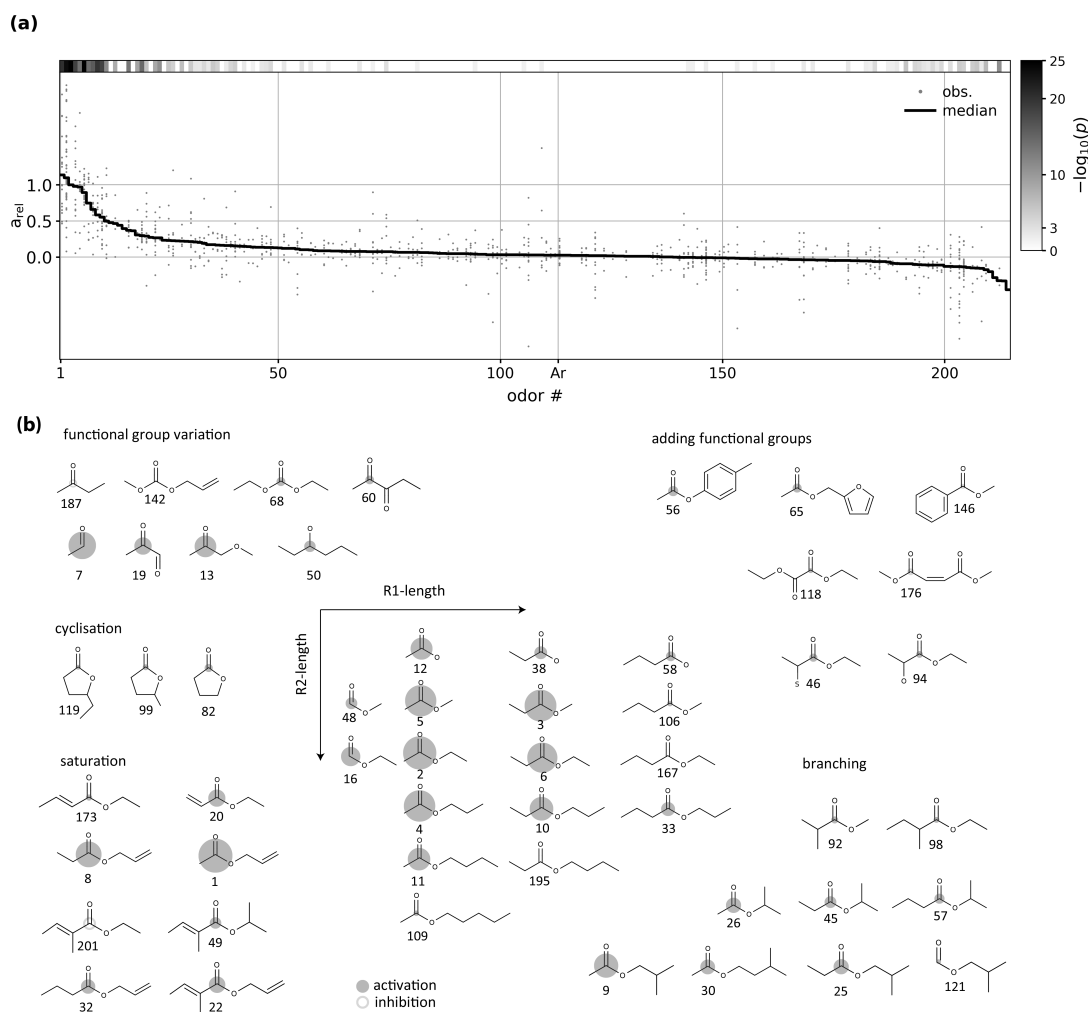 (a)
25
20
10
3
0
−log10(p)
obs.
median
1.0
0.5
0.0
arel
1 50 100 Ar 150 200
odor #
(b)
functional group variation
187 142 68 60
7 19 13 50
adding functional groups
56 65 146
118 176
46 94
cyclisation
119 99 82
R1-length
R2-length
12 38 58
48 5 3 106
16 2 6 167
4 10 33
11 195
109
saturation
173 20
8 1
201 49
32 22
branching
92 98
26 45 57
9 30 25 121
activation
inhibition